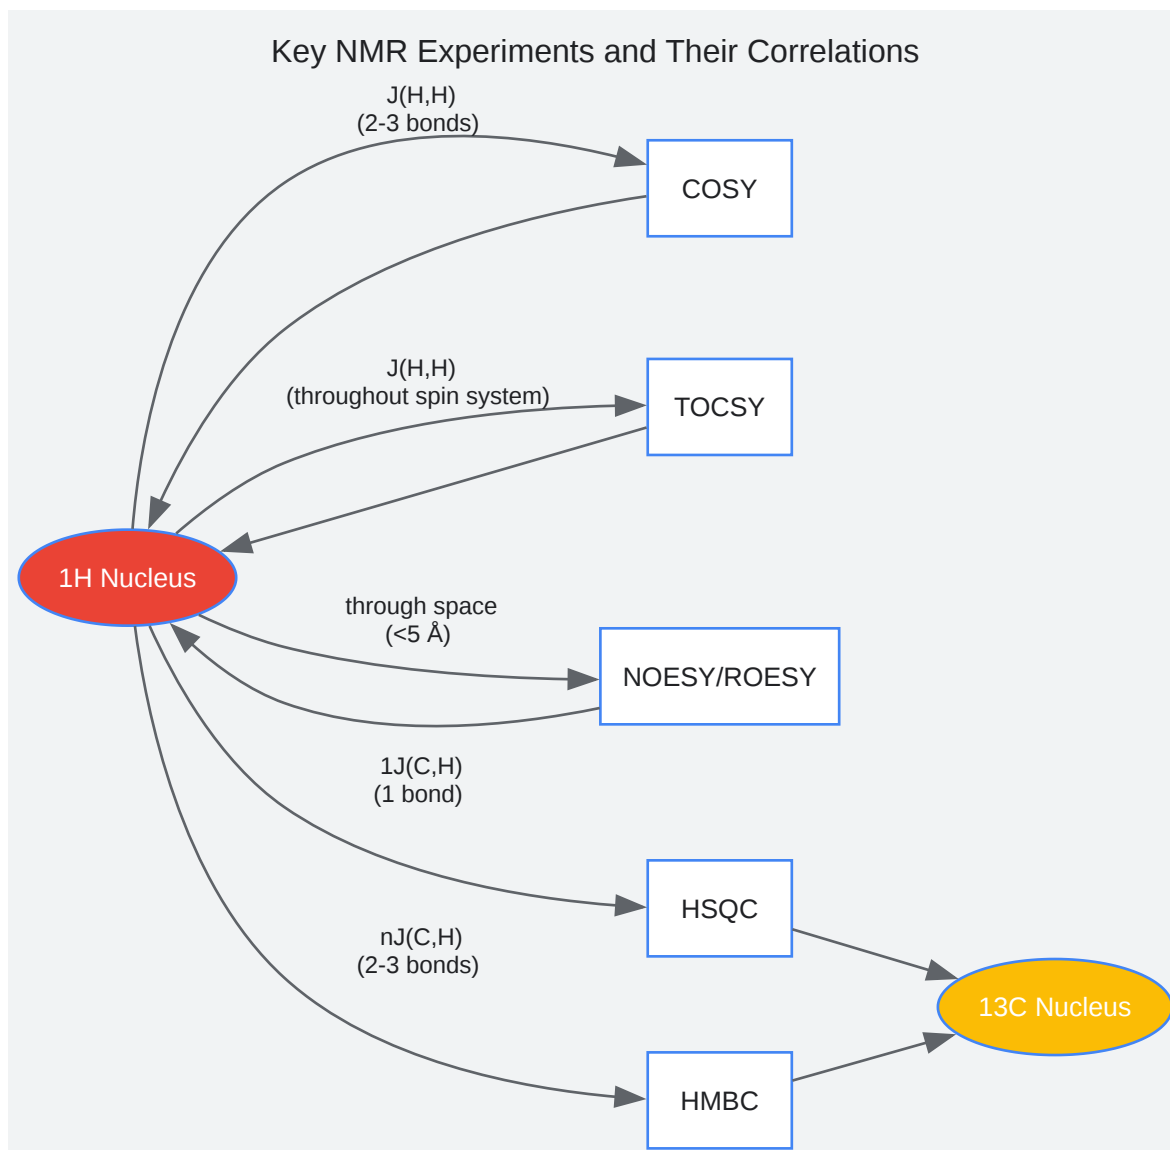 Key NMR Experiments and Their Correlations
J(H,H)
(2-3 bonds)
COSY
J(H,H)
(throughout spin system)
TOCSY
1H Nucleus
through space
(<5 Å)
NOESY/ROESY
1J(C,H)
(1 bond)
HSQC
nJ(C,H)
(2-3 bonds)
13C Nucleus
HMBC